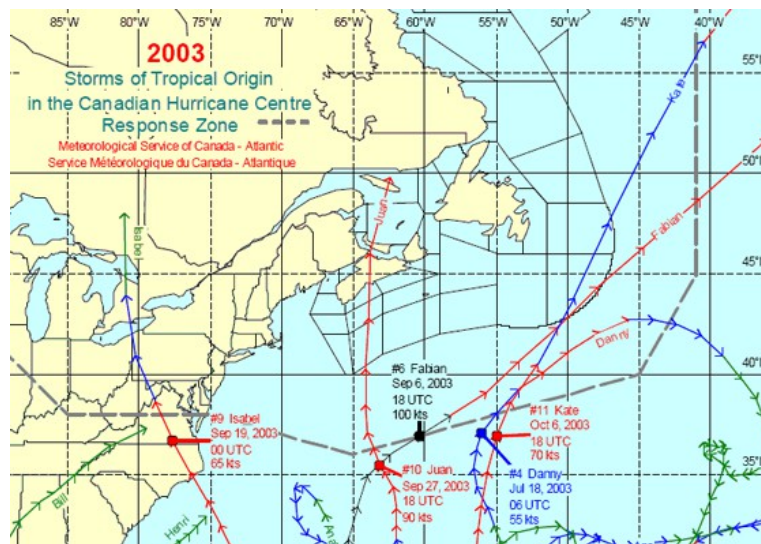 85°W 80°W 75°W 70°W 65°W 60°W 55°W 50°W 45°W 40°W
2003
Storms of Tropical Origin
in the Canadian Hurricane Centre
Response Zone
Meteorological Service of Canada - Atlantic
Service Météorologique du Canada - Atlantique
55°
50°
45°
40°
35°
Kate
Juan
Isabel
Fabian
Danny
#6 Fabian
Sep 6, 2003
18 UTC
100 kts
#9 Isabel
Sep 19, 2003
00 UTC
65 kts
#11 Kate
Oct 6, 2003
18 UTC
70 kts
#10 Juan
Sep 27, 2003
18 UTC
90 kts
#4 Danny
Jul 18, 2003
06 UTC
55 kts
Bill
Henri